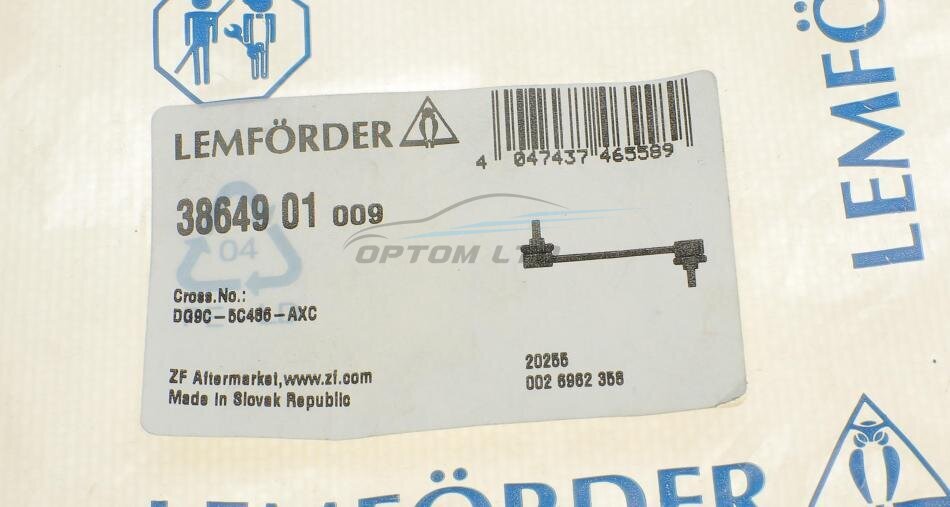 LEMFÖRDER
4 047437 465589
38649 01 009
04
OPTOM LTD
Cross.No.:
DG9C-5C486-AXC
20255
002 6962 358
ZF Aftermarket,www.zf.com
Made in Slovak Republic
LEMFÖR
LEMFÖRDER